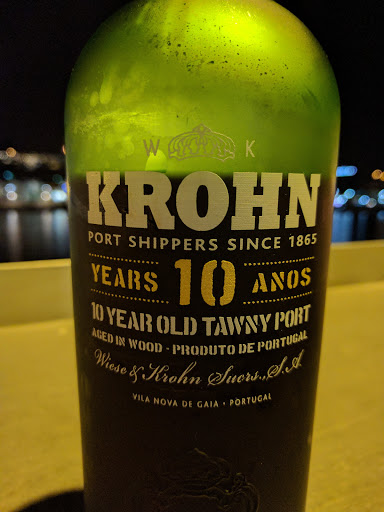 W K
KROHN
PORT SHIPPERS SINCE 1865
YEARS 10 ANOS
10 YEAR OLD TAWNY PORT
AGED IN WOOD - PRODUTO DE PORTUGAL
Wiese & Krohn Sucrs., S.A.
VILA NOVA DE GAIA • PORTUGAL